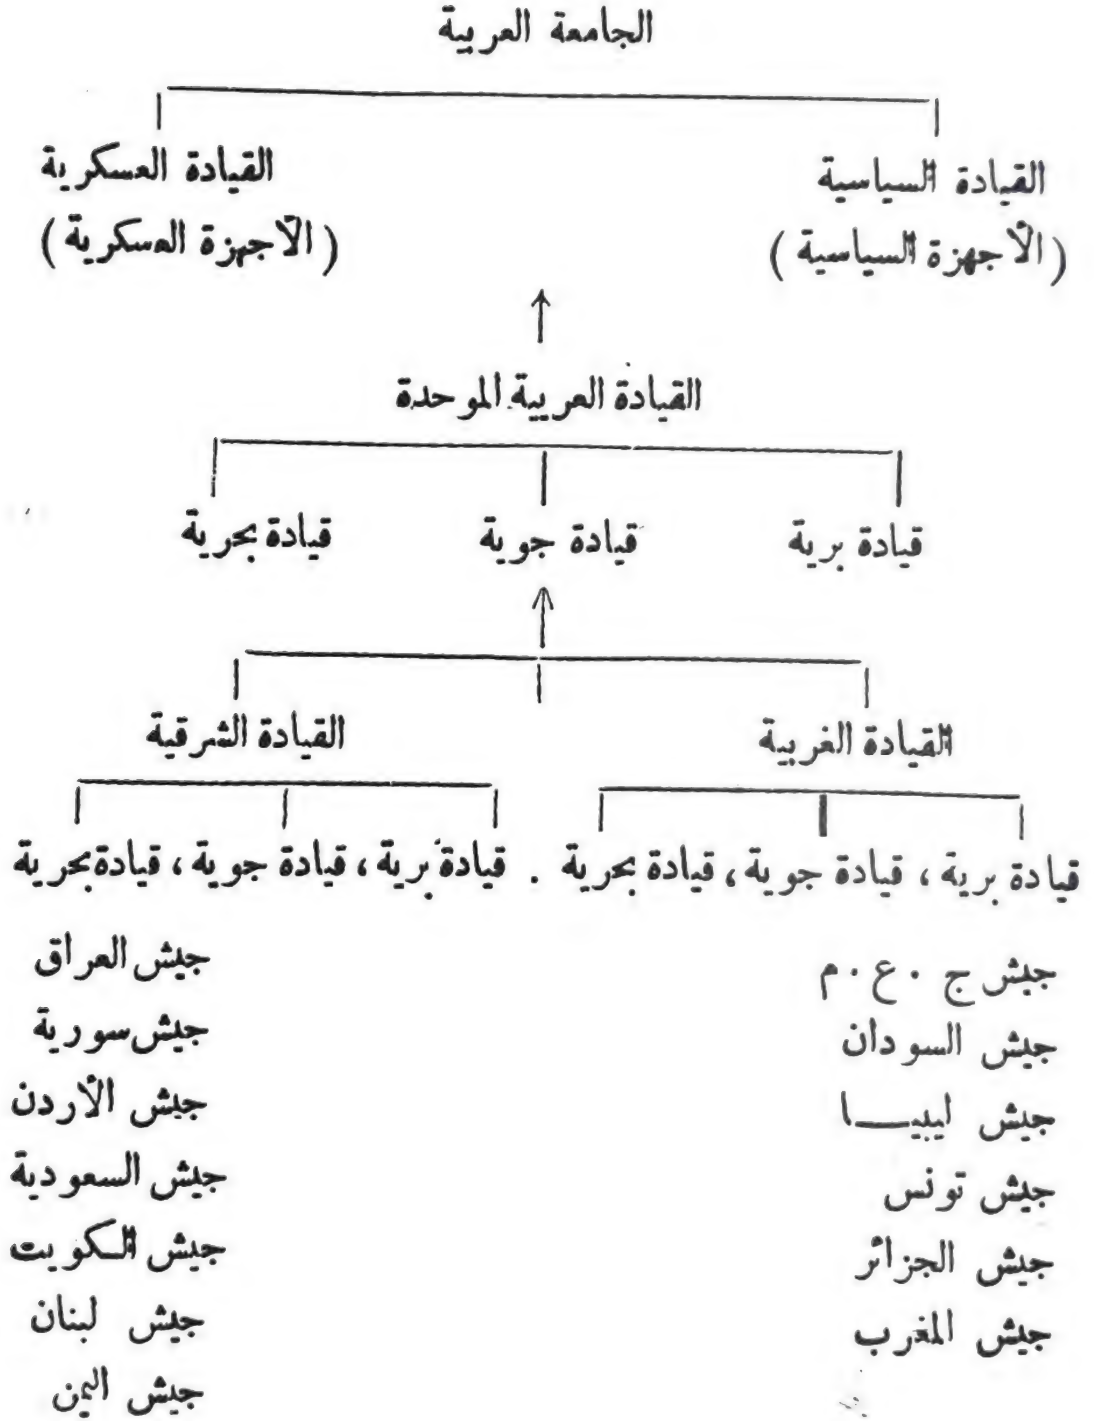 الجامعة العربية
القيادة السياسية
القيادة العسكرية
(الأجهزة السياسية)
(الأجهزة العسكرية)
القيادة العربية الموحدة
قيادة برية
قيادة جوية
قيادة بحرية
القيادة الغربية
القيادة الشرقية
قيادة برية، قيادة جوية، قيادة بحرية . قيادة برية، قيادة جوية، قيادة بحرية
جيش ج . ع . م
جيش السودان
جيش ليبيـــا
جيش تونس
جيش الجزائر
جيش المغرب
جيش العراق
جيش سورية
جيش الأردن
جيش السعودية
جيش الكويت
جيش لبنان
جيش اليمن